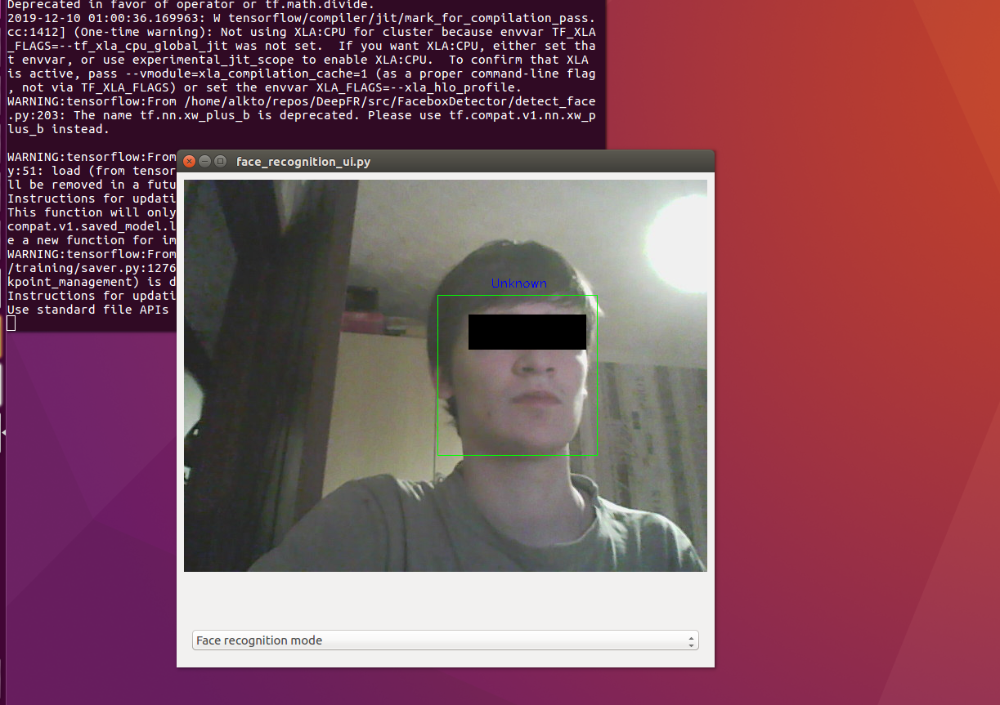 Deprecated in favor of operator or tf.math.divide.
2019-12-10 01:00:36.169963: W tensorflow/compiler/jit/mark_for_compilation_pass.
cc:1412] (One-time warning): Not using XLA:CPU for cluster because envvar TF_XLA
_FLAGS=--tf_xla_cpu_global_jit was not set.  If you want XLA:CPU, either set tha
t envvar, or use experimental_jit_scope to enable XLA:CPU.  To confirm that XLA
is active, pass --vmodule=xla_compilation_cache=1 (as a proper command-line flag
, not via TF_XLA_FLAGS) or set the envvar XLA_FLAGS=--xla_hlo_profile.
WARNING:tensorflow:From /home/alkto/repos/DeepFR/src/FaceboxDetector/detect_face
.py:203: The name tf.nn.xw_plus_b is deprecated. Please use tf.compat.v1.nn.xw_p
lus_b instead.
WARNING:tensorflow:From
y:51: load (from tensor
ll be removed in a futu
Instructions for updati
This function will only
compat.v1.saved_model.l
e a new function for im
WARNING:tensorflow:From
/training/saver.py:1276
kpoint_management) is d
Instructions for updati
Use standard file APIs
face_recognition_ui.py
Unknown
Face recognition mode